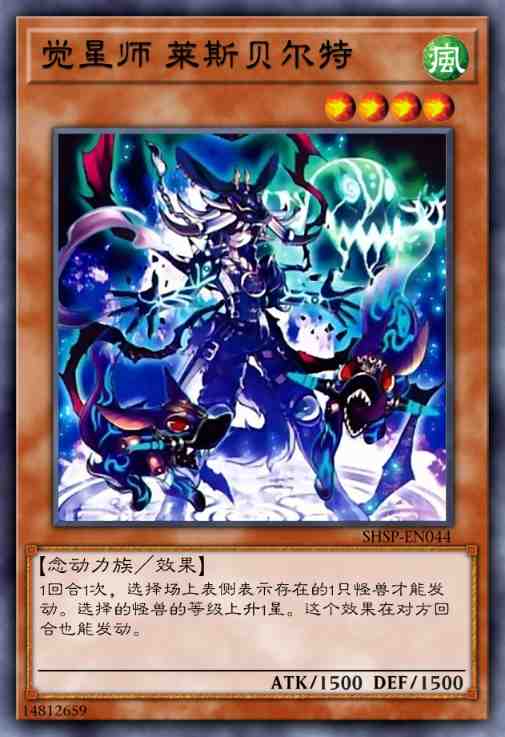 觉星师 莱斯贝尔特
風
SHSP-EN044
【念动力族／效果】
1回合1次，选择场上表侧表示存在的1只怪兽才能发
动。选择的怪兽的等级上升1星。这个效果在对方回
合也能发动。
ATK/1500 DEF/1500
14812659